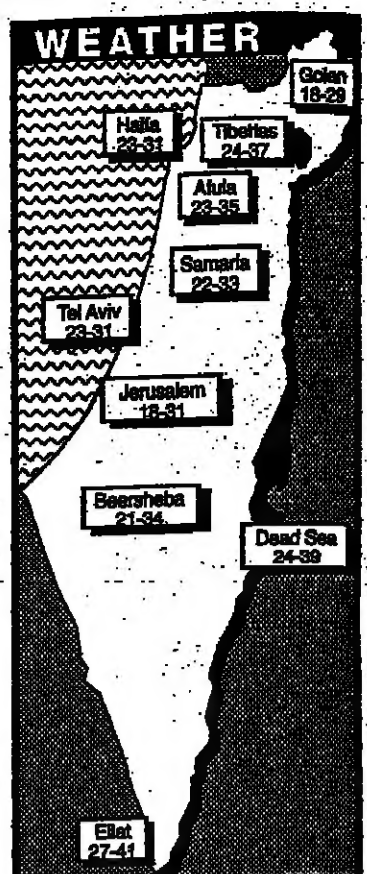 WEATHER
Golan
18-29
Haifa
23-31
Tiberias
24-37
Afula
23-35
Samaria
22-33
Tel Aviv
23-31
Jerusalem
18-31
Beersheba
21-34
Dead Sea
24-39
Eilat
27-41